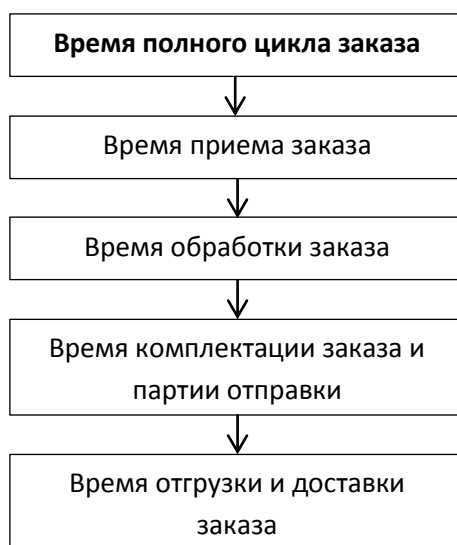 Время полного цикла заказа
Время приема заказа
Время обработки заказа
Время комплектации заказа и
партии отправки
Время отгрузки и доставки
заказа